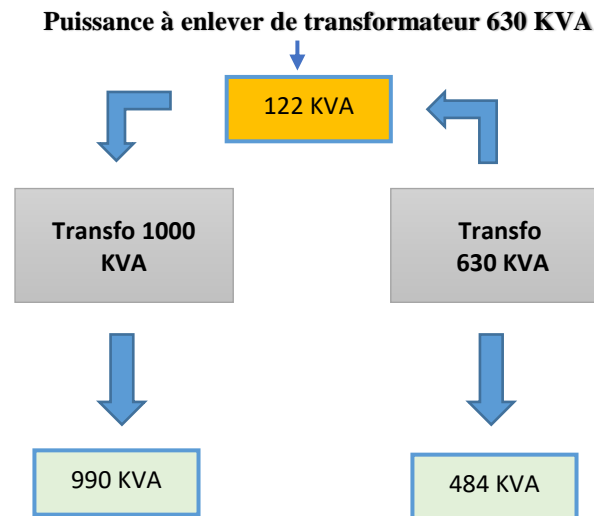 Puissance à enlever de transformateur 630 KVA
122 KVA
Transfo 1000
KVA
Transfo
630 KVA
990 KVA
484 KVA